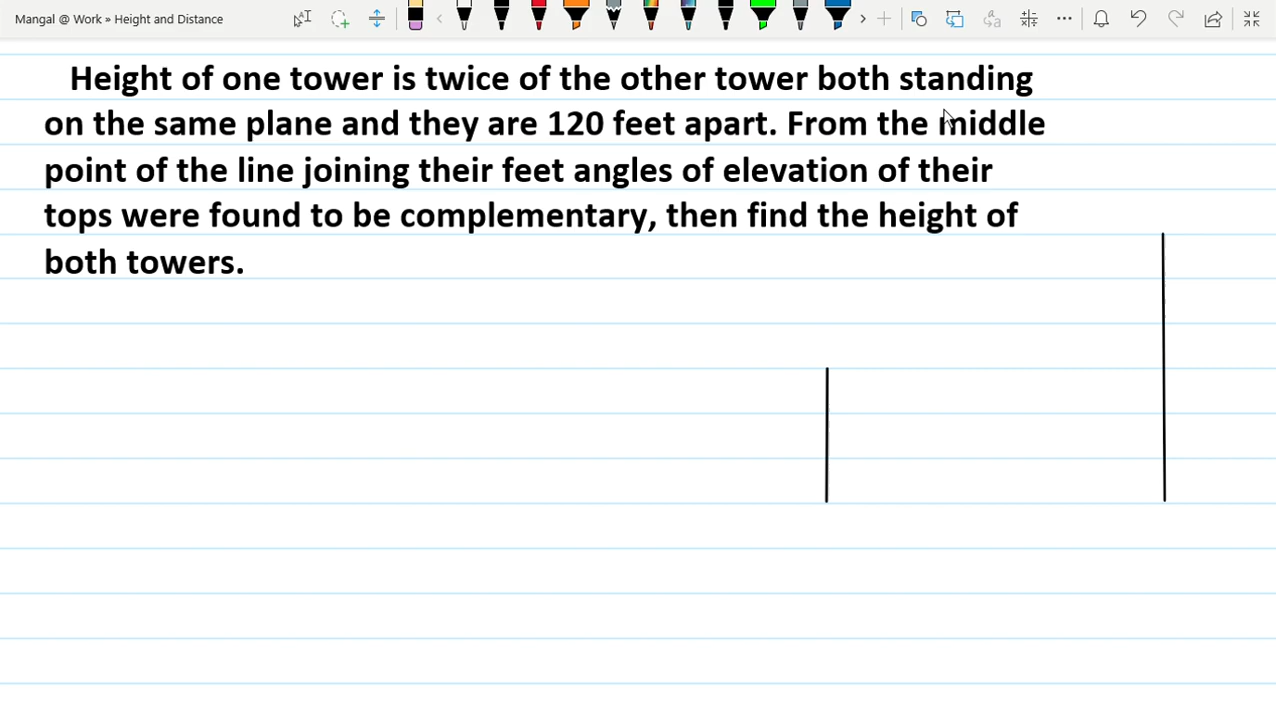 Mangal @ Work » Height and Distance
Height of one tower is twice of the other tower both standing
on the same plane and they are 120 feet apart. From the middle
point of the line joining their feet angles of elevation of their
tops were found to be complementary, then find the height of
both towers.